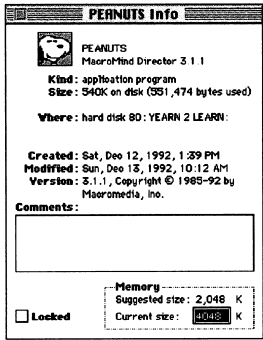 PEANUTS Info
PEANUTS
MacroMind Director 3.1.1
Kind: application program
Size: 540K on disk (551,474 bytes used)
Where: hard disk 80: YEARN 2 LEARN:
Created: Sat, Dec 12, 1992, 1:39 PM
Modified: Sun, Dec 13, 1992, 10:12 AM
Version: 3.1.1, Copyright © 1985-92 by
Macromedia, Inc.
Comments:
Memory
Suggested size: 2,048 K
Locked
Current size: 4048 K